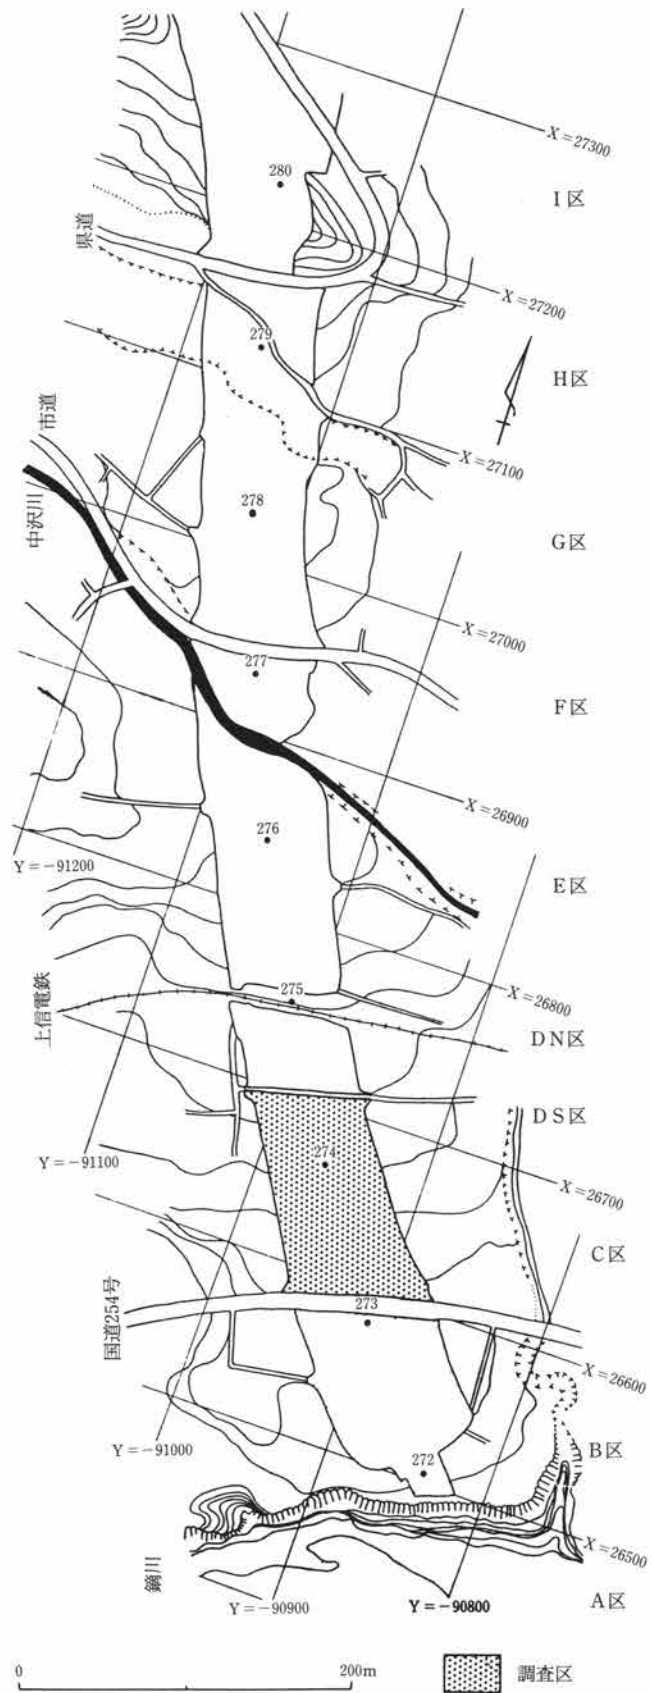 X=27300
280
I区
県道
X=27200
279
H区
市道
X=27100
中沢川
278
G区
X=27000
277
F区
X=26900
276
Y=-91200
E区
上信電鉄
275
X=26800
DN区
DS区
Y=-91100
274
X=26700
C区
国道254号
273
X=26600
Y=-91000
B区
272
X=26500
鏑川
Y=-90900
Y=-90800
A区
0
200m
調査区